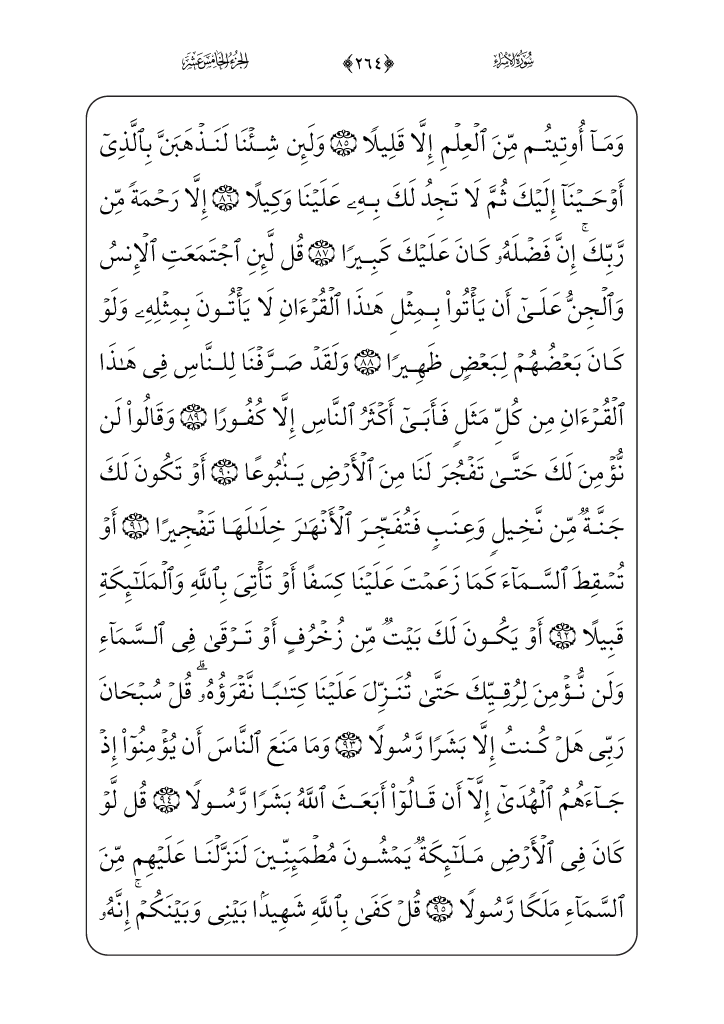 سُورَةُ الإِسْرَاء ﴿٢٦٤﴾ الجُزْءُ الخَامِسَ عَشَرَ
وَمَآ أُوتِيتُم مِّنَ ٱلْعِلْمِ إِلَّا قَلِيلًا ۝٨٥ وَلَئِن شِئْنَا لَنَذْهَبَنَّ بِٱلَّذِىٓ
أَوْحَيْنَآ إِلَيْكَ ثُمَّ لَا تَجِدُ لَكَ بِهِۦ عَلَيْنَا وَكِيلًا ۝٨٦ إِلَّا رَحْمَةً مِّن
رَّبِّكَ ۚ إِنَّ فَضْلَهُۥ كَانَ عَلَيْكَ كَبِيرًا ۝٨٧ قُل لَّئِنِ ٱجْتَمَعَتِ ٱلْإِنسُ
وَٱلْجِنُّ عَلَىٰٓ أَن يَأْتُوا۟ بِمِثْلِ هَـٰذَا ٱلْقُرْءَانِ لَا يَأْتُونَ بِمِثْلِهِۦ وَلَوْ
كَانَ بَعْضُهُمْ لِبَعْضٍ ظَهِيرًا ۝٨٨ وَلَقَدْ صَرَّفْنَا لِلنَّاسِ فِى هَـٰذَا
ٱلْقُرْءَانِ مِن كُلِّ مَثَلٍ فَأَبَىٰٓ أَكْثَرُ ٱلنَّاسِ إِلَّا كُفُورًا ۝٨٩ وَقَالُوا۟ لَن
نُّؤْمِنَ لَكَ حَتَّىٰ تَفْجُرَ لَنَا مِنَ ٱلْأَرْضِ يَنۢبُوعًا ۝٩٠ أَوْ تَكُونَ لَكَ
جَنَّةٌ مِّن نَّخِيلٍ وَعِنَبٍ فَتُفَجِّرَ ٱلْأَنْهَـٰرَ خِلَـٰلَهَا تَفْجِيرًا ۝٩١ أَوْ
تُسْقِطَ ٱلسَّمَآءَ كَمَا زَعَمْتَ عَلَيْنَا كِسَفًا أَوْ تَأْتِىَ بِٱللَّهِ وَٱلْمَلَـٰٓئِكَةِ
قَبِيلًا ۝٩٢ أَوْ يَكُونَ لَكَ بَيْتٌ مِّن زُخْرُفٍ أَوْ تَرْقَىٰ فِى ٱلسَّمَآءِ
وَلَن نُّؤْمِنَ لِرُقِيِّكَ حَتَّىٰ تُنَزِّلَ عَلَيْنَا كِتَـٰبًا نَّقْرَؤُهُۥ ۗ قُلْ سُبْحَانَ
رَبِّى هَلْ كُنتُ إِلَّا بَشَرًا رَّسُولًا ۝٩٣ وَمَا مَنَعَ ٱلنَّاسَ أَن يُؤْمِنُوٓا۟ إِذْ
جَآءَهُمُ ٱلْهُدَىٰٓ إِلَّآ أَن قَالُوٓا۟ أَبَعَثَ ٱللَّهُ بَشَرًا رَّسُولًا ۝٩٤ قُل لَّوْ
كَانَ فِى ٱلْأَرْضِ مَلَـٰٓئِكَةٌ يَمْشُونَ مُطْمَئِنِّينَ لَنَزَّلْنَا عَلَيْهِم مِّنَ
ٱلسَّمَآءِ مَلَكًا رَّسُولًا ۝٩٥ قُلْ كَفَىٰ بِٱللَّهِ شَهِيدًۢا بَيْنِى وَبَيْنَكُمْ ۚ إِنَّهُۥ